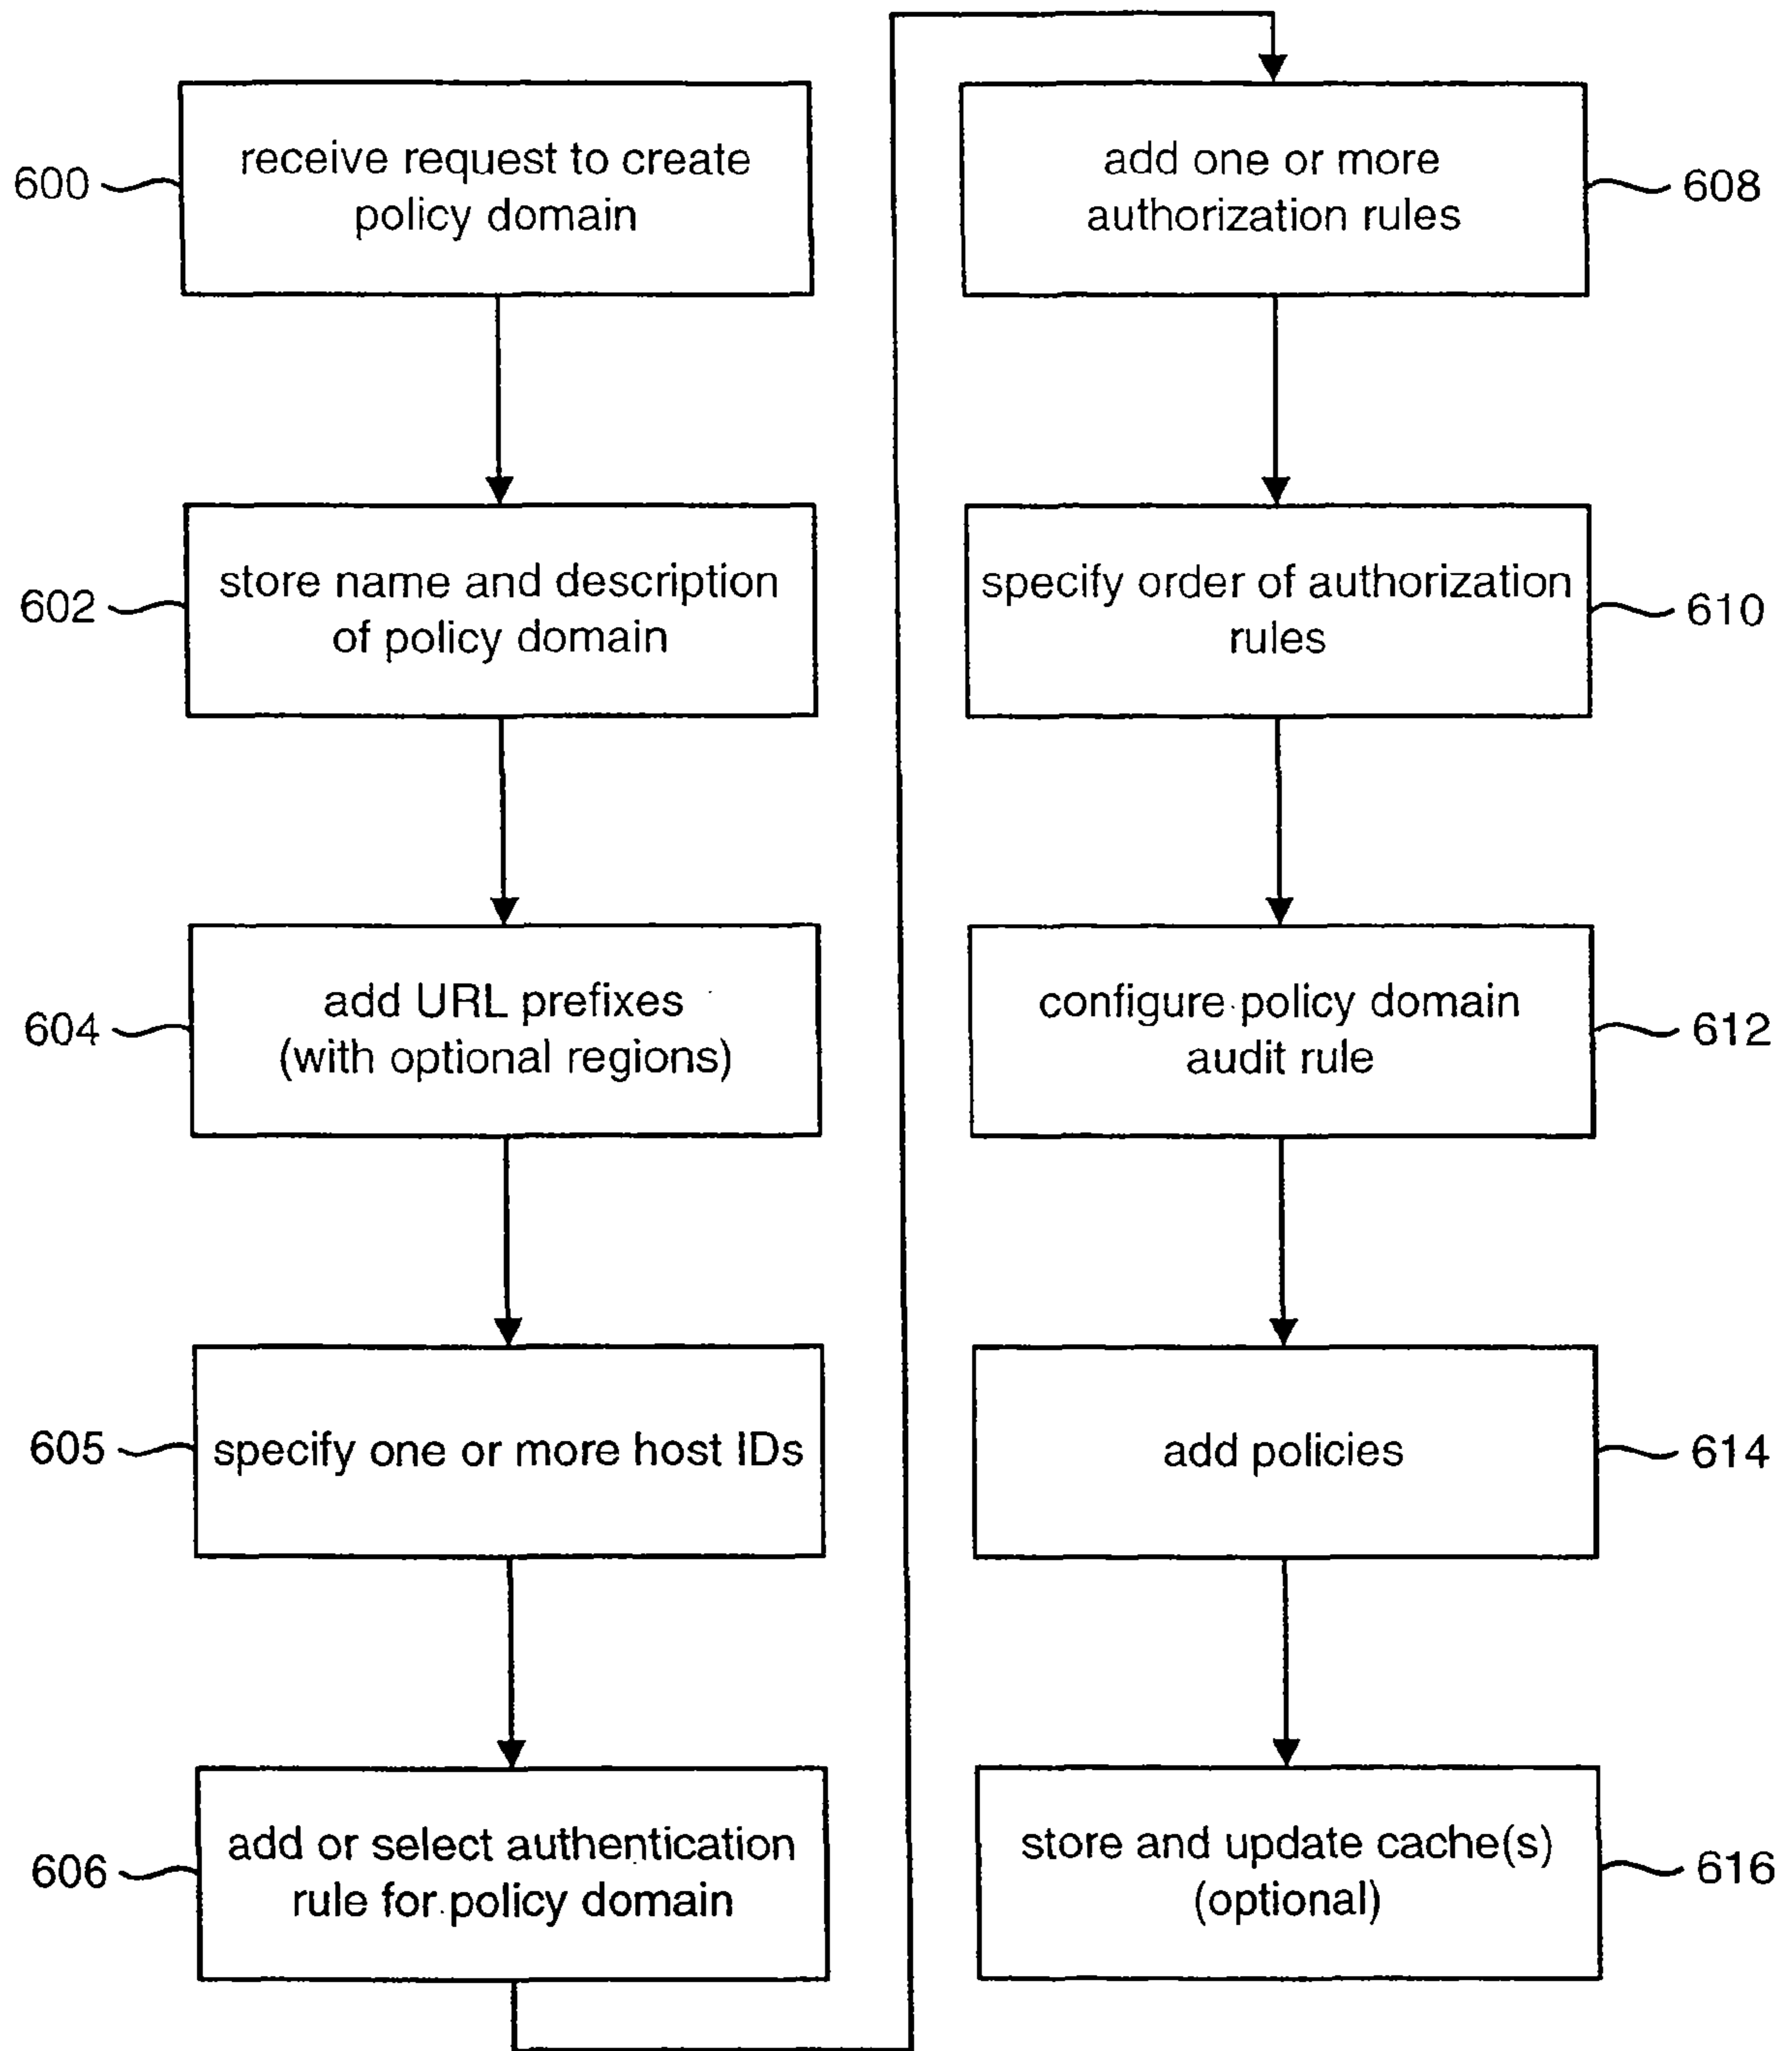 600
receive request to create
policy domain
602
store name and description
of policy domain
604
add URL prefixes
(with optional regions)
605
specify one or more host IDs
606
add or select authentication
rule for policy domain
add one or more
authorization rules
608
specify order of authorization
rules
610
configure policy domain
audit rule
612
add policies
614
store and update cache(s)
(optional)
616